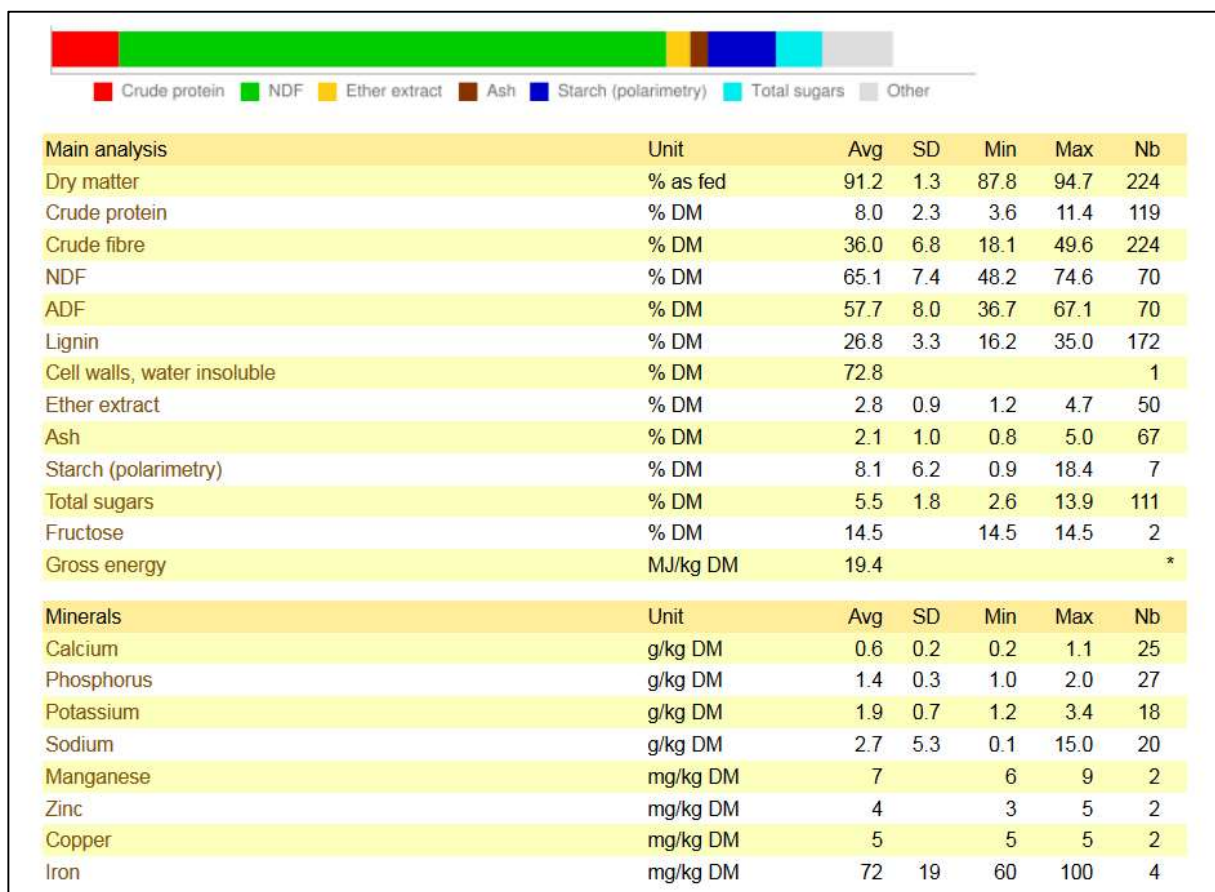 Crude protein NDF Ether extract Ash Starch (polarimetry) Total sugars Other
Main analysis Unit Avg SD Min Max Nb
Dry matter % as fed 91.2 1.3 87.8 94.7 224
Crude protein % DM 8.0 2.3 3.6 11.4 119
Crude fibre % DM 36.0 6.8 18.1 49.6 224
NDF % DM 65.1 7.4 48.2 74.6 70
ADF % DM 57.7 8.0 36.7 67.1 70
Lignin % DM 26.8 3.3 16.2 35.0 172
Cell walls, water insoluble % DM 72.8 1
Ether extract % DM 2.8 0.9 1.2 4.7 50
Ash % DM 2.1 1.0 0.8 5.0 67
Starch (polarimetry) % DM 8.1 6.2 0.9 18.4 7
Total sugars % DM 5.5 1.8 2.6 13.9 111
Fructose % DM 14.5 14.5 14.5 2
Gross energy MJ/kg DM 19.4 *
Minerals Unit Avg SD Min Max Nb
Calcium g/kg DM 0.6 0.2 0.2 1.1 25
Phosphorus g/kg DM 1.4 0.3 1.0 2.0 27
Potassium g/kg DM 1.9 0.7 1.2 3.4 18
Sodium g/kg DM 2.7 5.3 0.1 15.0 20
Manganese mg/kg DM 7 6 9 2
Zinc mg/kg DM 4 3 5 2
Copper mg/kg DM 5 5 5 2
Iron mg/kg DM 72 19 60 100 4